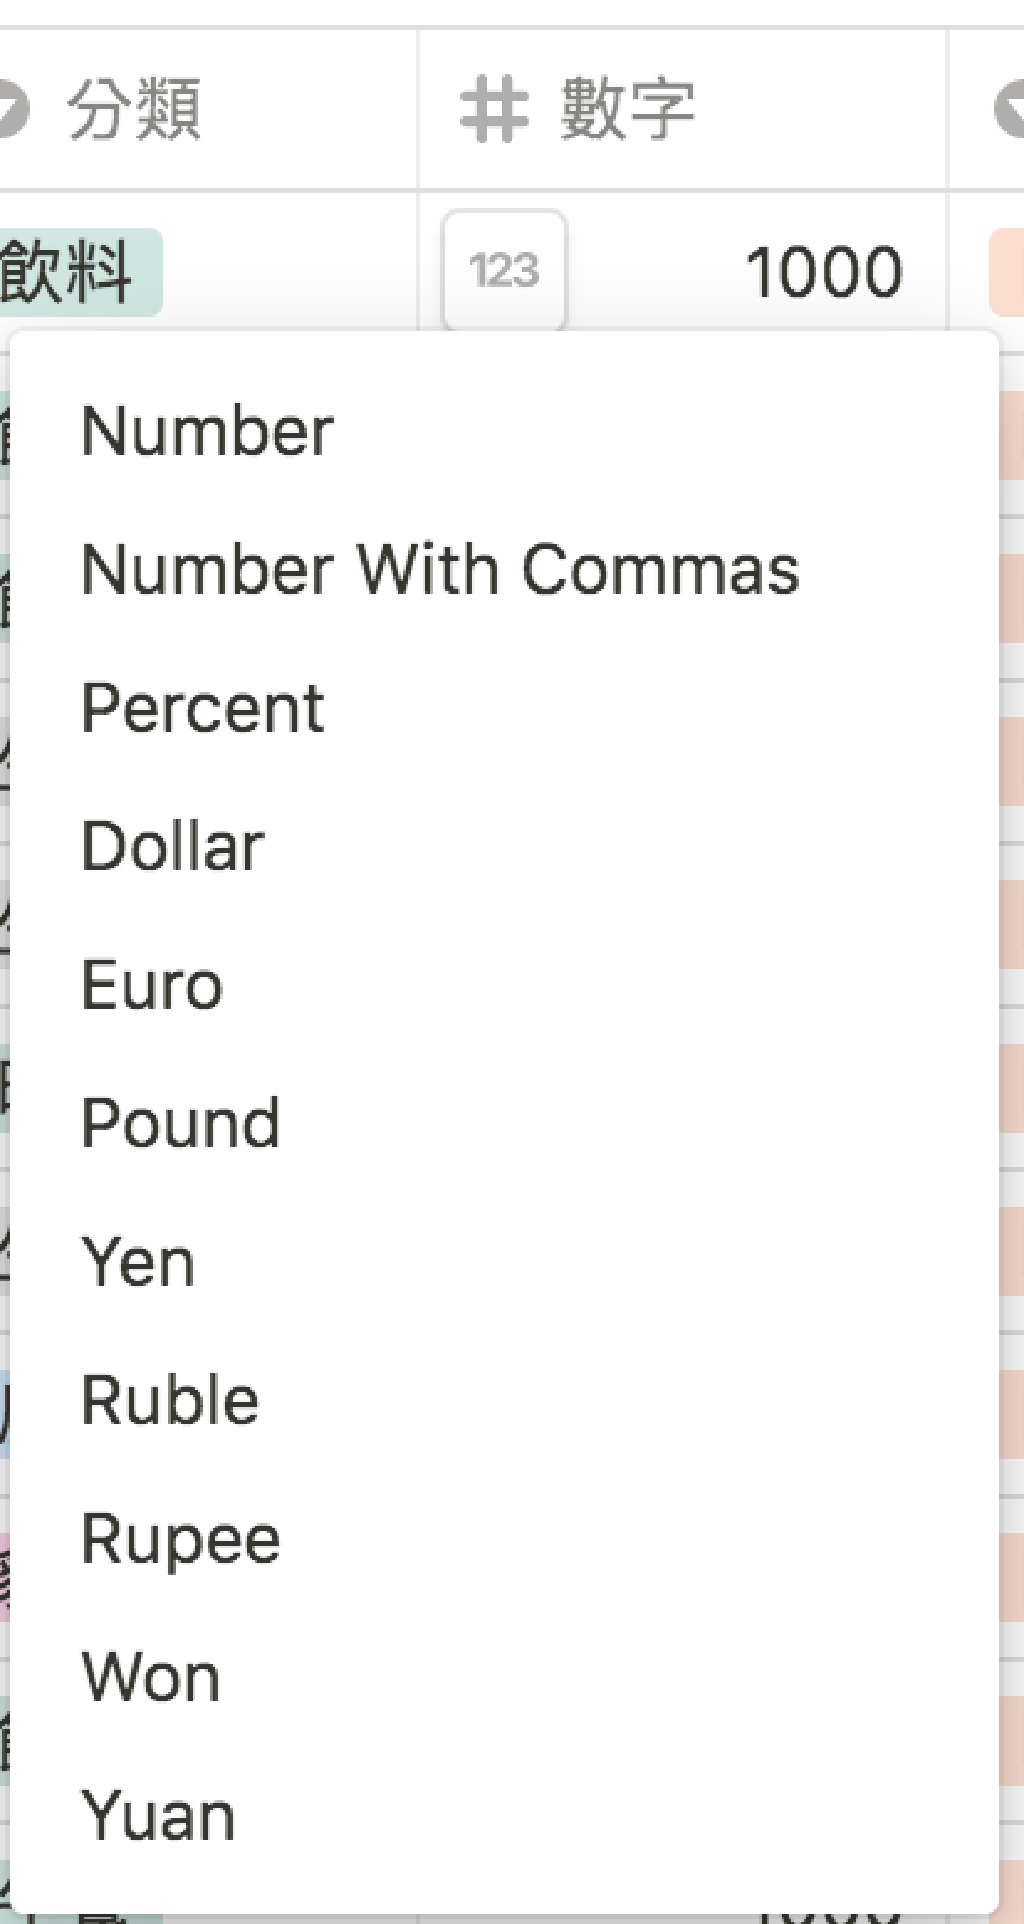 分類 數字
飲料 123 1000
Number
Number With Commas
Percent
Dollar
Euro
Pound
Yen
Ruble
Rupee
Won
Yuan